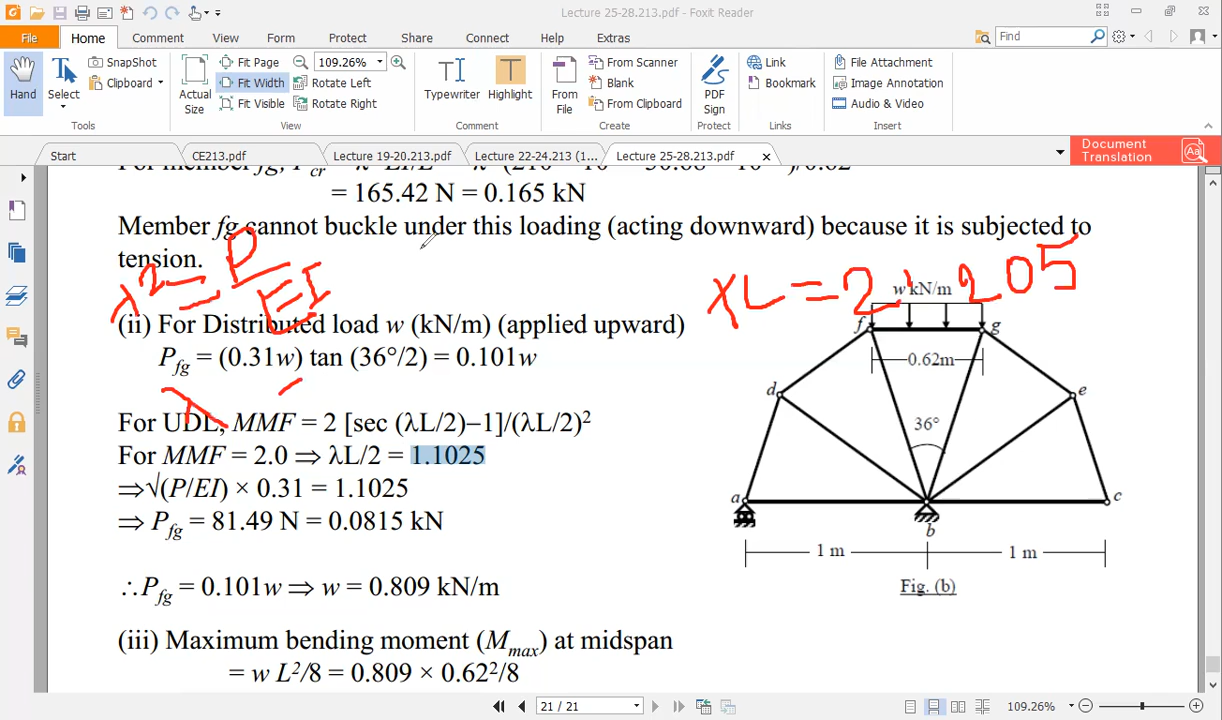 Lecture 25-28.213.pdf - Foxit Reader
File Home Comment View Form Protect Share Connect Help Extras Find
SnapShot Fit Page 109.26% From Scanner Link File Attachment
Clipboard Fit Width Rotate Left Blank Bookmark Image Annotation
Fit Visible Rotate Right From Clipboard Audio & Video
Hand Select Actual Size Typewriter Highlight From File PDF Sign
Tools View Comment Create Protect Links Insert
Start CE213.pdf Lecture 19-20.213.pdf Lecture 22-24.213 (1... Lecture 25-28.213.pdf
Document Translation
For member fg, Pcr
= 165.42 N = 0.165 kN
Member fg cannot buckle under this loading (acting downward) because it is subjected to
tension.
λ2 = P/EI
λL = 2.205
(ii) For Distributed load w (kN/m) (applied upward)
Pfg = (0.31w) tan (36°/2) = 0.101w
λ
For UDL, MMF = 2 [sec (λL/2)−1]/(λL/2)²
For MMF = 2.0 ⇒ λL/2 = 1.1025
⇒√(P/EI) × 0.31 = 1.1025
⇒ Pfg = 81.49 N = 0.0815 kN
∴Pfg = 0.101w ⇒ w = 0.809 kN/m
(iii) Maximum bending moment (Mmax) at midspan
= w L²/8 = 0.809 × 0.62²/8
w kN/m
f g
0.62m
d e
36°
a b c
1 m 1 m
Fig. (b)
21 / 21 109.26%